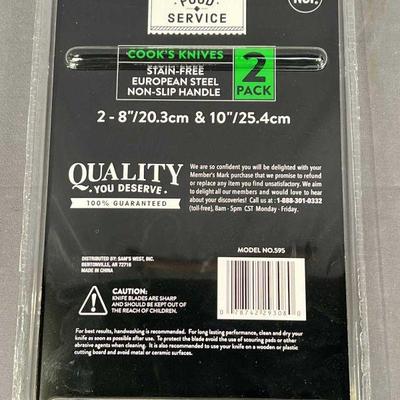 FOOD
SERVICE
NSF.
COOK'S KNIVES
STAIN-FREE
EUROPEAN STEEL
NON-SLIP HANDLE
2
PACK
2 - 8"/20.3cm & 10"/25.4cm
QUALITY
YOU DESERVE
100% GUARANTEED
We are so confident you will be delighted with your
Member's Mark purchase that we promise to refund
or replace any item you find unsatisfactory. We aim
to delight all our members and would love to hear
about your discoveries! Call us at : 1-888-301-0332
(toll-free), 8am - 5pm CST Monday - Friday.
DISTRIBUTED BY: SAM'S WEST, INC.
BENTONVILLE, AR 72716
MADE IN CHINA
MODEL NO.595
CAUTION:
KNIFE BLADES ARE SHARP
AND SHOULD BE KEPT OUT OF
THE REACH OF CHILDREN.
0 78742 29308 0
For best results, handwashing is recommended. For long lasting performance, clean and dry your
knife as soon as possible after use. To protect the blade avoid the use of scouring pads or other
abrasive agents when cleaning. It is also recommended to use your knife on a wooden or plastic
cutting board and avoid metal or ceramic surfaces.